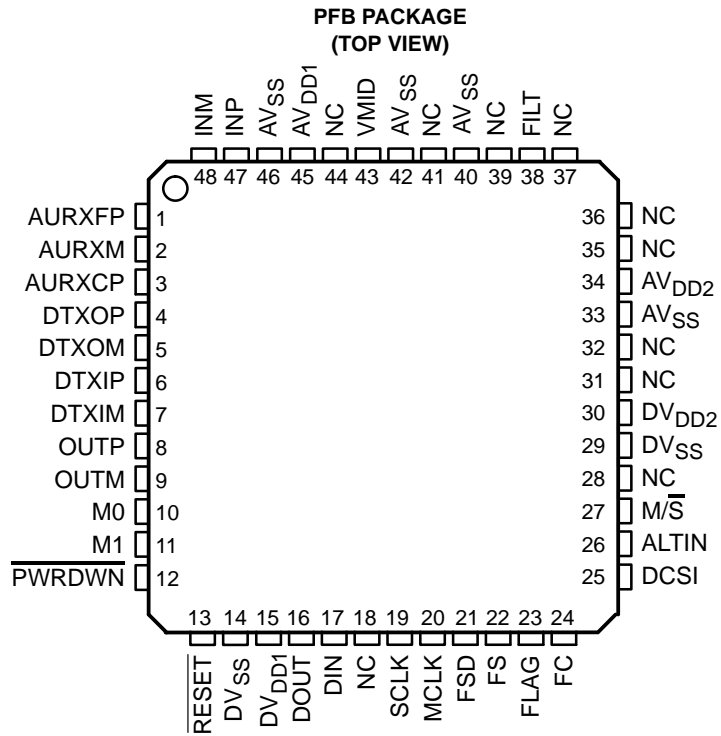 PFB PACKAGE
(TOP VIEW)
INM
INP
AVSS
AVDD1
NC
VMID
AVSS
NC
AVSS
NC
FILT
NC
48 47 46 45 44 43 42 41 40 39 38 37
AURXFP 1
AURXM 2
AURXCP 3
DTXOP 4
DTXOM 5
DTXIP 6
DTXIM 7
OUTP 8
OUTM 9
M0 10
M1 11
PWRDWN 12
36 NC
35 NC
34 AVDD2
33 AVSS
32 NC
31 NC
30 DVDD2
29 DVSS
28 NC
27 M/S
26 ALTIN
25 DCSI
13 14 15 16 17 18 19 20 21 22 23 24
RESET
DVSS
DVDD1
DOUT
DIN
NC
SCLK
MCLK
FSD
FS
FLAG
FC